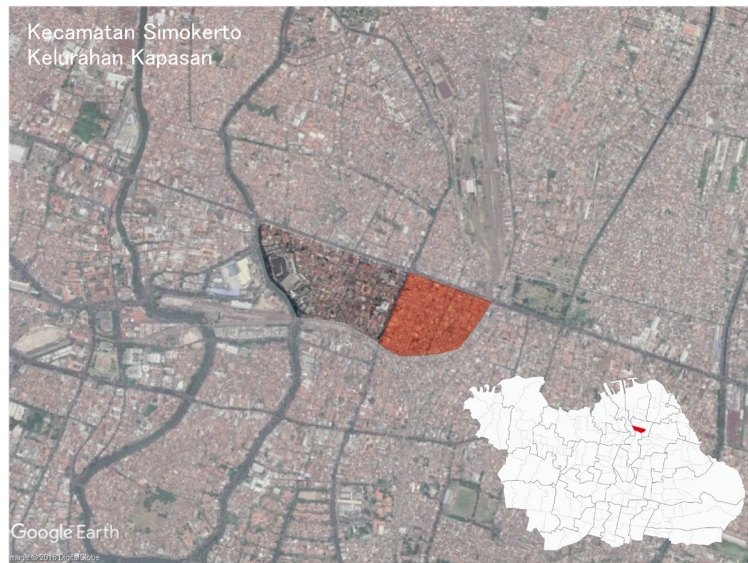 Kecamatan Simokerto
Kelurahan Kapasan
Google Earth
Image © 2018 DigitalGlobe